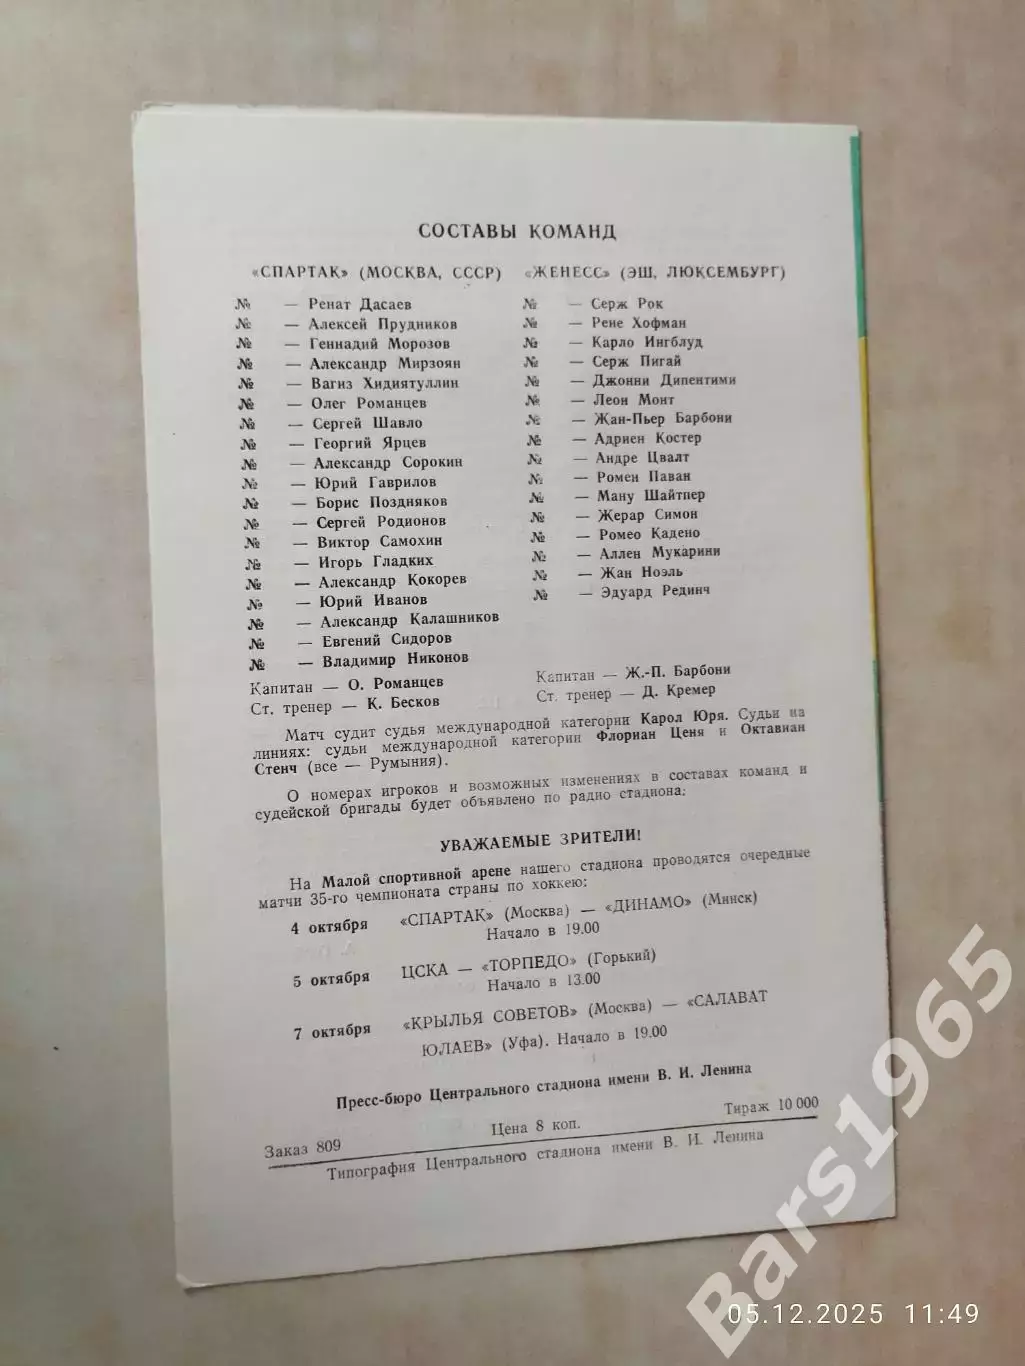 СОСТАВЫ КОМАНД
«СПАРТАК» (МОСКВА, СССР)
№ — Ренат Дасаев
№ — Алексей Прудников
№ — Геннадий Морозов
№ — Александр Мирзоян
№ — Вагиз Хидиятуллин
№ — Олег Романцев
№ — Сергей Шавло
№ — Георгий Ярцев
№ — Александр Сорокин
№ — Юрий Гаврилов
№ — Борис Поздняков
№ — Сергей Родионов
№ — Виктор Самохин
№ — Игорь Гладких
№ — Александр Кокорев
№ — Юрий Иванов
№ — Александр Калашников
№ — Евгений Сидоров
№ — Владимир Никонов
Капитан — О. Романцев
Ст. тренер — К. Бесков
«ЖЕНЕСС» (ЭШ, ЛЮКСЕМБУРГ)
№ — Серж Рок
№ — Рене Хофман
№ — Карло Ингблуд
№ — Серж Пигай
№ — Джонни Дипентими
№ — Леон Монт
№ — Жан-Пьер Барбони
№ — Адриен Костер
№ — Андре Цвалт
№ — Ромен Паван
№ — Ману Шайтпер
№ — Жерар Симон
№ — Ромео Кадено
№ — Аллен Мукарини
№ — Жан Ноэль
№ — Эдуард Рединч
Капитан — Ж.-П. Барбони
Ст. тренер — Д. Кремер
Матч судит судья международной категории Карол Юря. Судьи на
линиях: судьи международной категории Флориан Ценя и Октавиан
Стенч (все — Румыния).
О номерах игроков и возможных изменениях в составах команд и
судейской бригады будет объявлено по радио стадиона.
УВАЖАЕМЫЕ ЗРИТЕЛИ!
На Малой спортивной арене нашего стадиона проводятся очередные
матчи 35-го чемпионата страны по хоккею:
4 октября «СПАРТАК» (Москва) — «ДИНАМО» (Минск)
Начало в 19.00
5 октября ЦСКА — «ТОРПЕДО» (Горький)
Начало в 13.00
7 октября «КРЫЛЬЯ СОВЕТОВ» (Москва) — «САЛАВАТ
ЮЛАЕВ» (Уфа). Начало в 19.00
Пресс-бюро Центрального стадиона имени В. И. Ленина
Заказ 809 Цена 8 коп. Тираж 10 000
Типография Центрального стадиона имени В. И. Ленина
Bars1965
05.12.2025 11:49